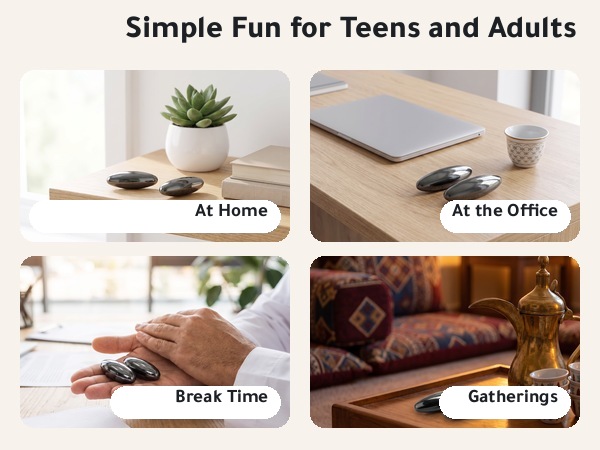 Simple Fun for Teens and Adults
At Home
At the Office
Break Time
Gatherings